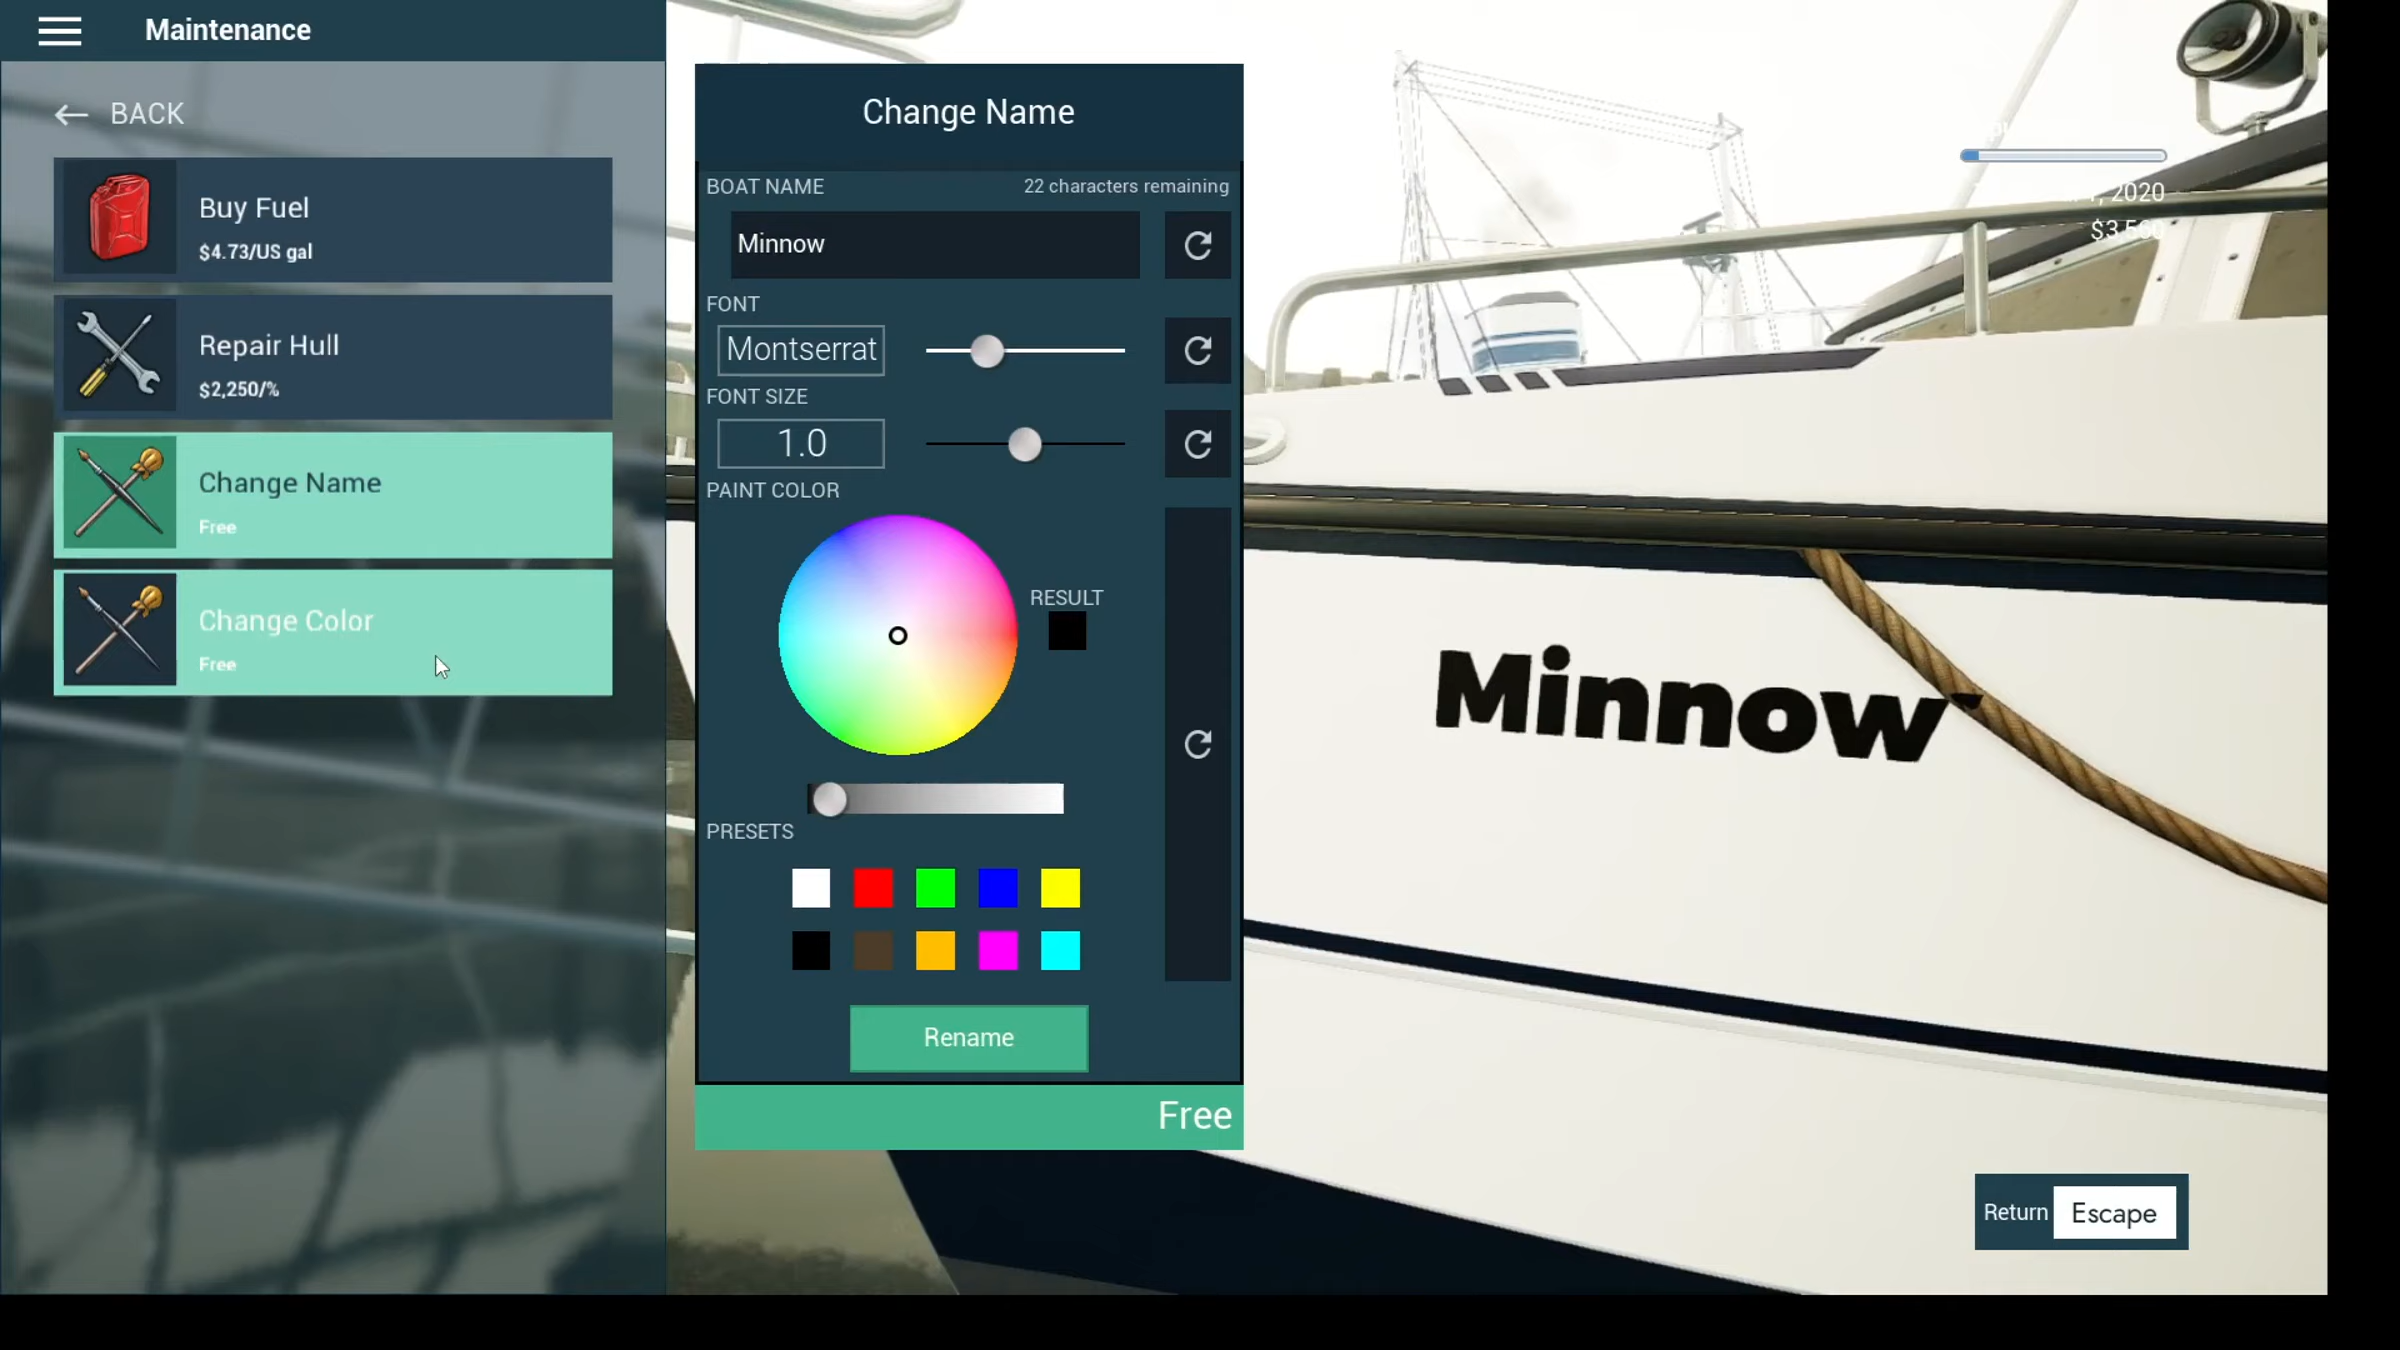 Maintenance
BACK
Buy Fuel
$4.73/US gal
Repair Hull
$2,250/%
Change Name
Free
Change Color
Free
Change Name
BOAT NAME
22 characters remaining
Minnow
FONT
Montserrat
FONT SIZE
1.0
PAINT COLOR
RESULT
PRESETS
Rename
Free
2020
Minnow
Return Escape